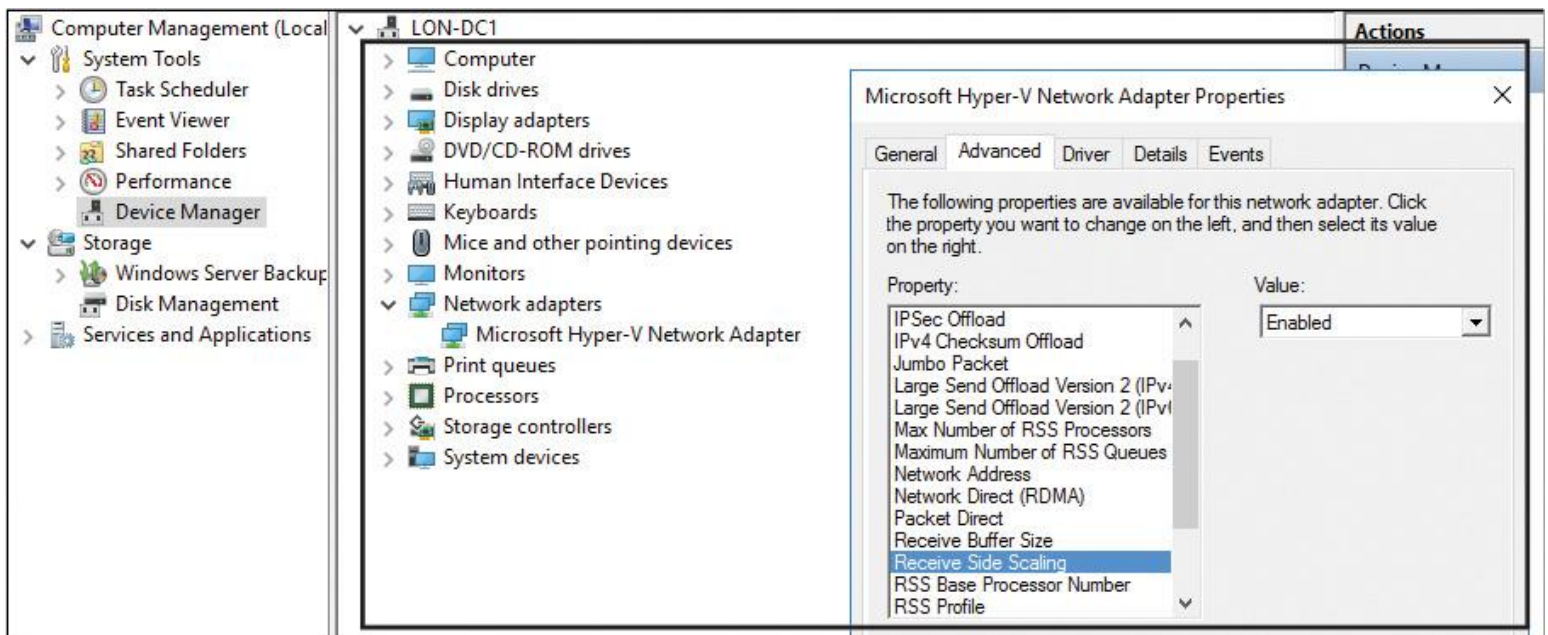 Computer Management (Local
System Tools
Task Scheduler
Event Viewer
Shared Folders
Performance
Device Manager
Storage
Windows Server Backup
Disk Management
Services and Applications
LON-DC1
Computer
Disk drives
Display adapters
DVD/CD-ROM drives
Human Interface Devices
Keyboards
Mice and other pointing devices
Monitors
Network adapters
Microsoft Hyper-V Network Adapter
Print queues
Processors
Storage controllers
System devices
Actions
Microsoft Hyper-V Network Adapter Properties
General Advanced Driver Details Events
The following properties are available for this network adapter. Click
the property you want to change on the left, and then select its value
on the right.
Property:
IPSec Offload
IPv4 Checksum Offload
Jumbo Packet
Large Send Offload Version 2 (IPv4
Large Send Offload Version 2 (IPv6
Max Number of RSS Processors
Maximum Number of RSS Queues
Network Address
Network Direct (RDMA)
Packet Direct
Receive Buffer Size
Receive Side Scaling
RSS Base Processor Number
RSS Profile
Value:
Enabled